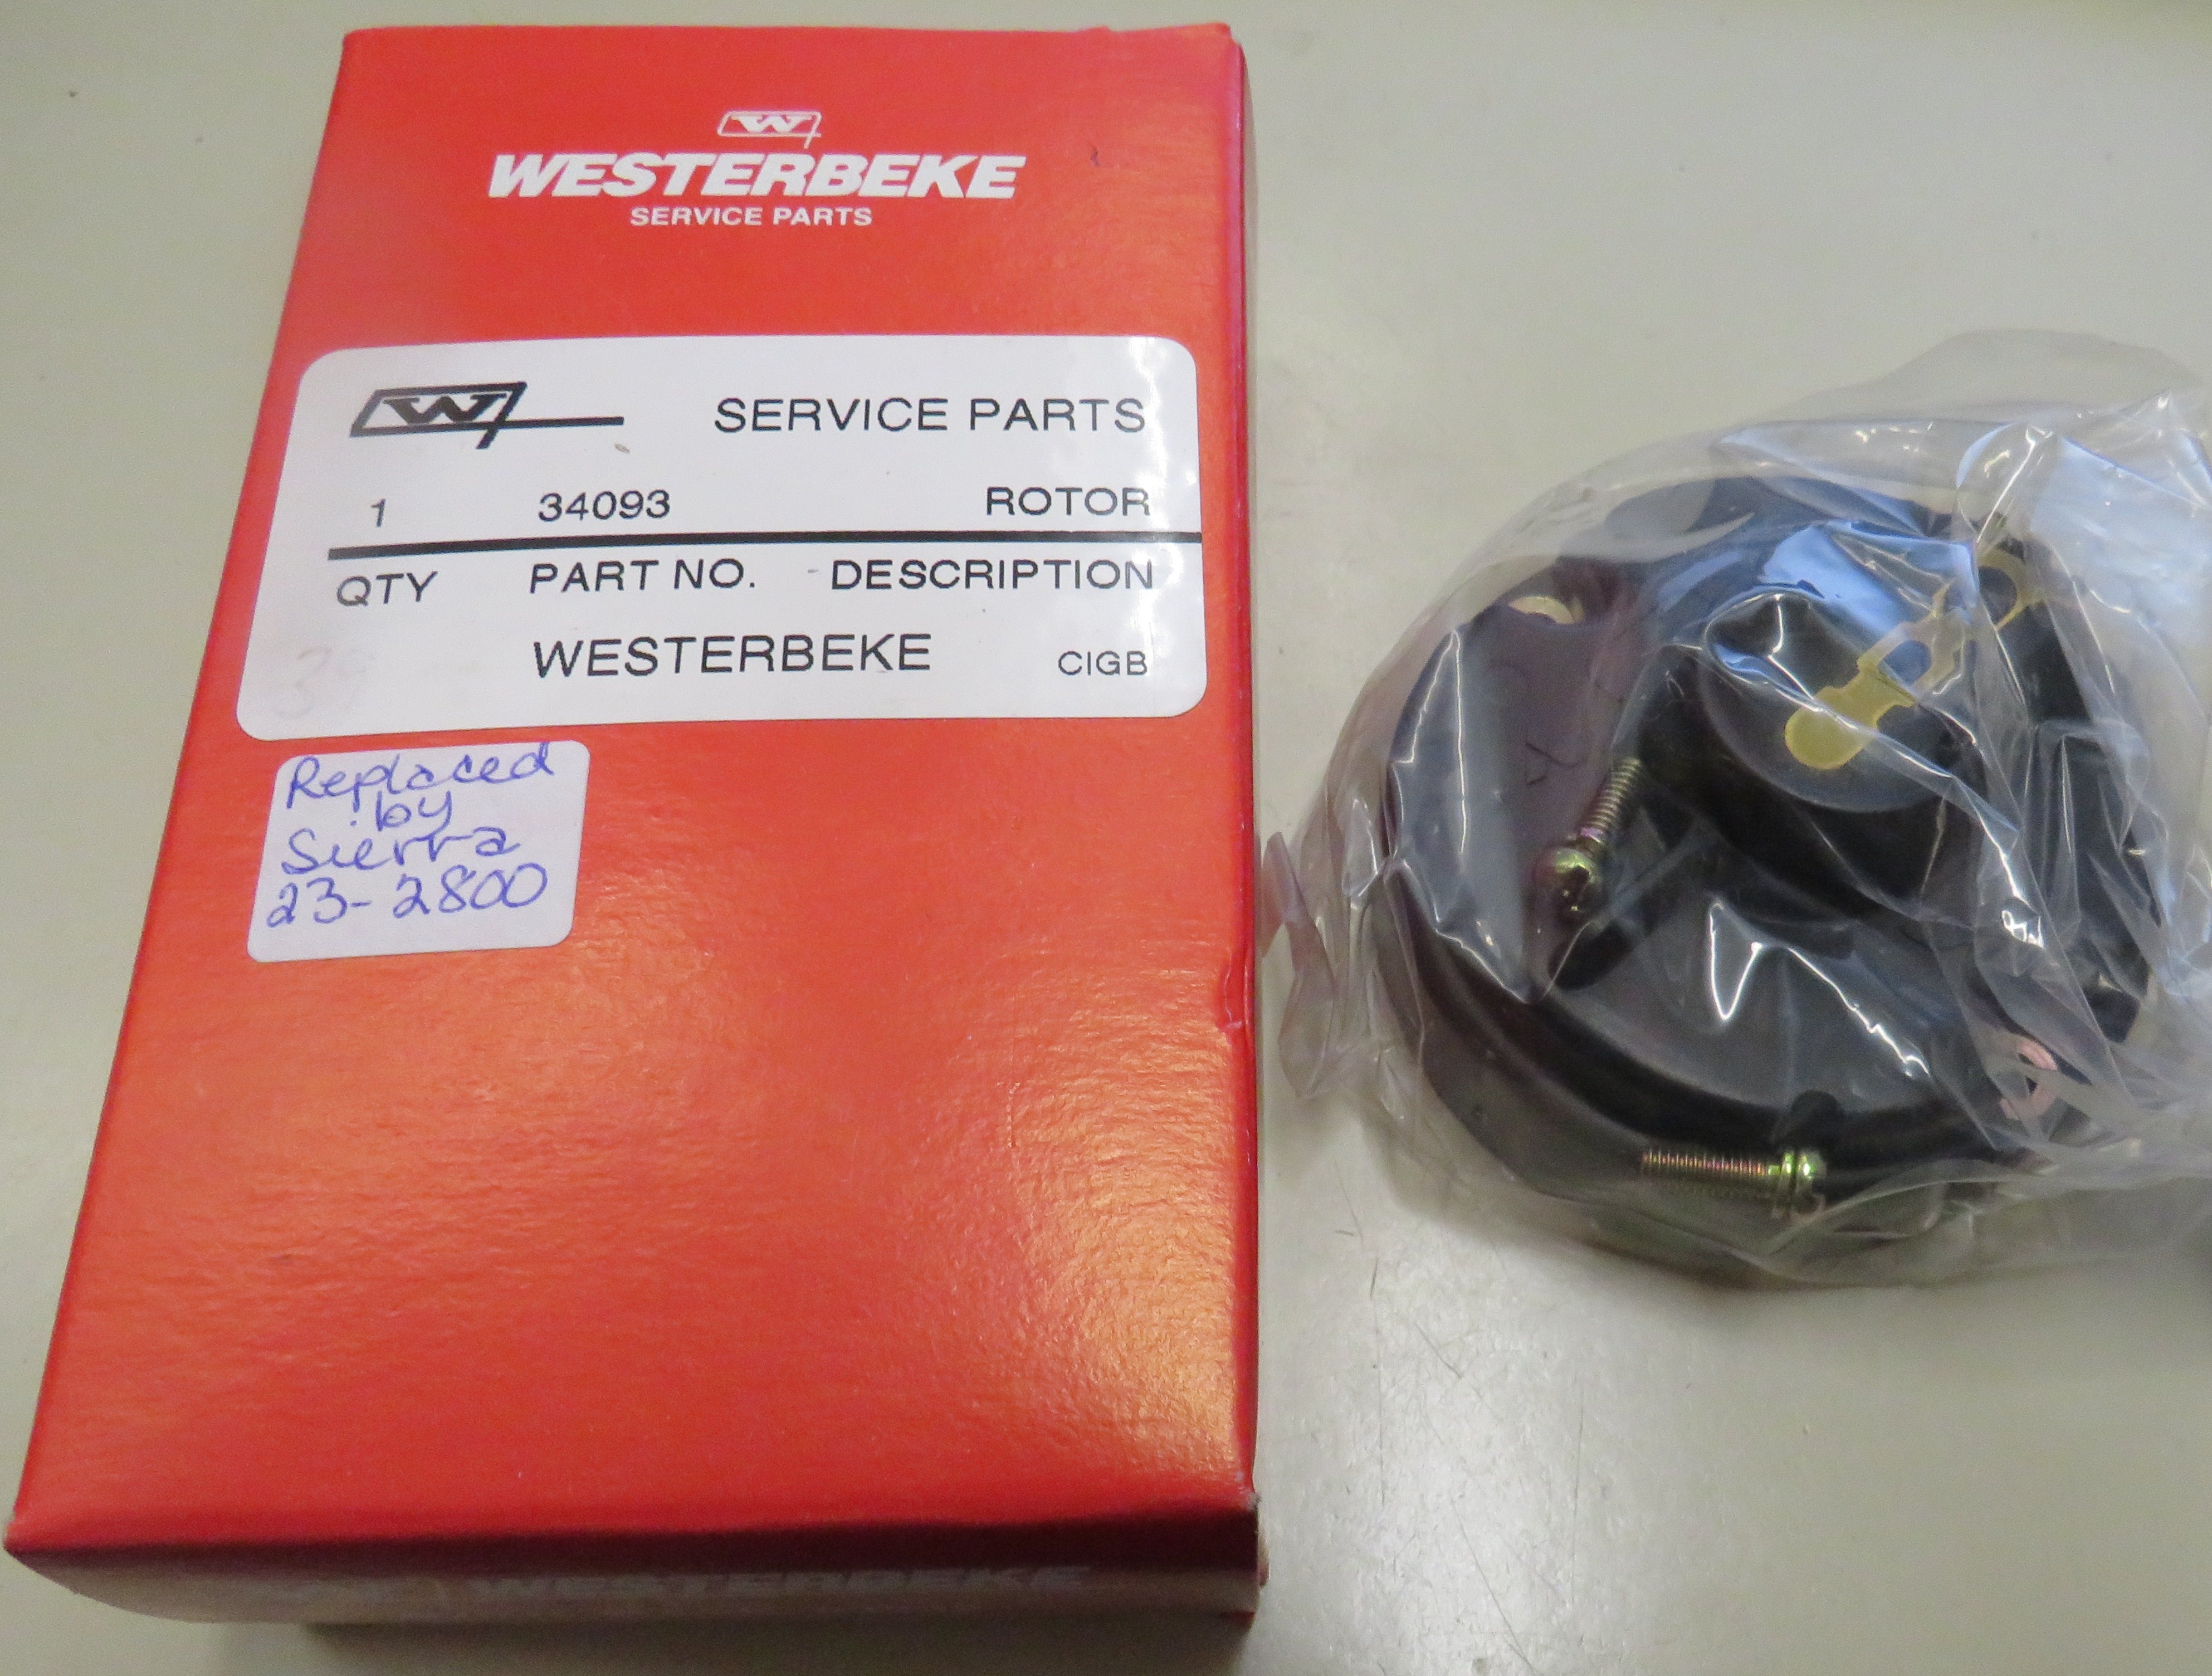 W
WESTERBEKE
SERVICE PARTS
W SERVICE PARTS
1 34093 ROTOR
QTY PART NO. DESCRIPTION
WESTERBEKE CIGB
Replaced
by
Sierra
23-2800
WESTERBEKE